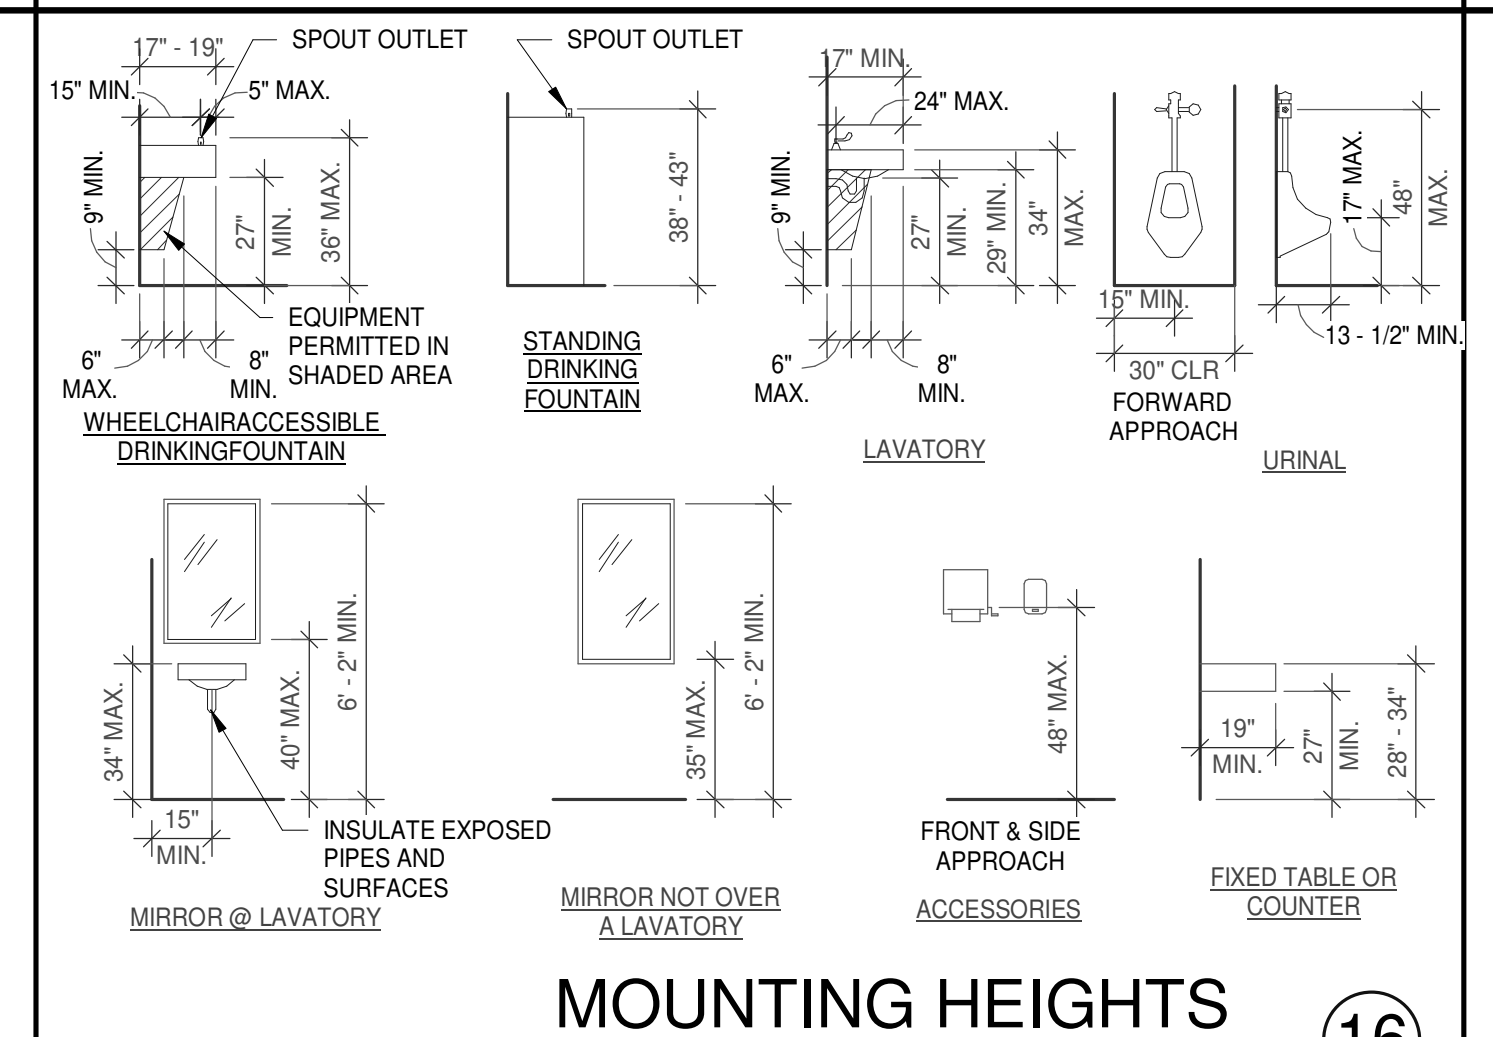 17" - 19"
SPOUT OUTLET
15" MIN.
5" MAX.
9" MIN.
27"
MIN.
36" MAX.
EQUIPMENT
PERMITTED IN
SHADED AREA
6"
MAX.
8"
MIN.
WHEELCHAIRACCESSIBLE
DRINKINGFOUNTAIN
SPOUT OUTLET
38" - 43"
STANDING
DRINKING
FOUNTAIN
17" MIN.
24" MAX.
9" MIN.
27"
MIN.
29" MIN.
34"
MAX.
6"
MAX.
8"
MIN.
LAVATORY
15" MIN.
30" CLR
FORWARD
APPROACH
17" MAX.
48"
MAX.
13 - 1/2" MIN.
URINAL
34" MAX.
40" MAX.
6' - 2" MIN.
15"
MIN.
INSULATE EXPOSED
PIPES AND
SURFACES
MIRROR @ LAVATORY
35" MAX.
6' - 2" MIN.
MIRROR NOT OVER
A LAVATORY
48" MAX.
FRONT & SIDE
APPROACH
ACCESSORIES
19"
MIN.
27"
MIN.
28" - 34"
FIXED TABLE OR
COUNTER
MOUNTING HEIGHTS
16